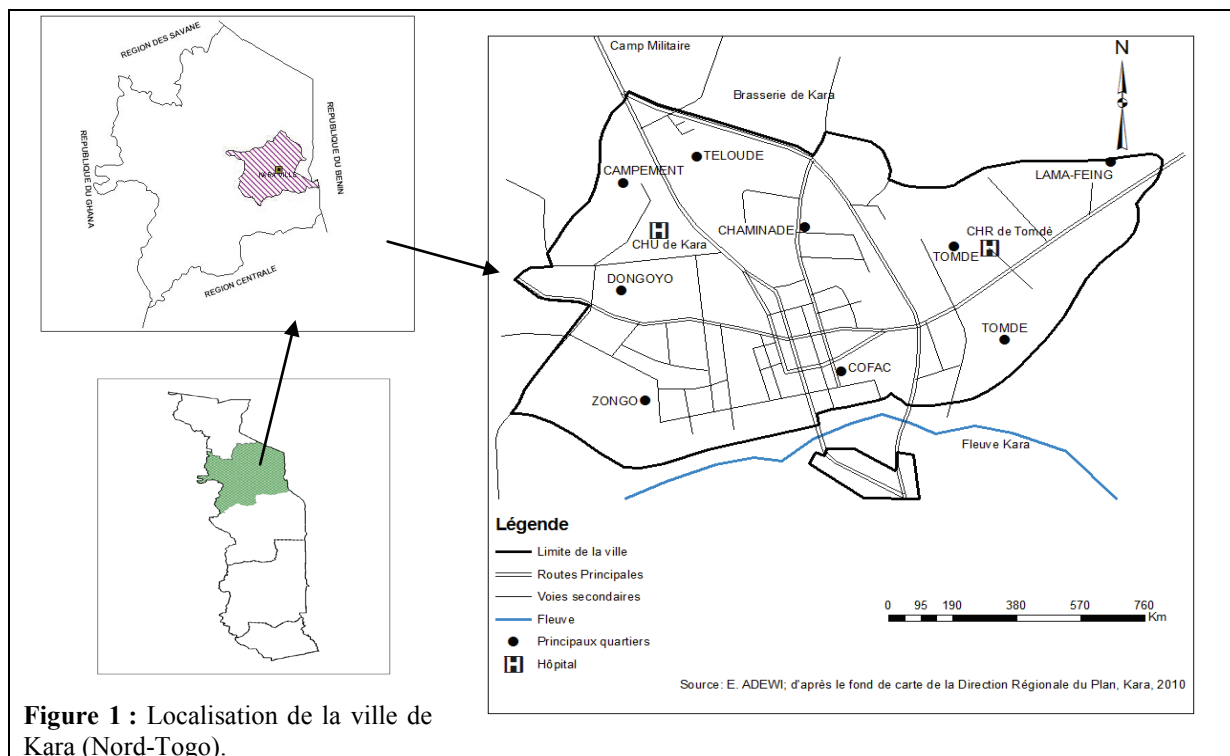 REGION DES SAVANE
REPUBLIQUE DU GHANA
REPUBLIQUE DU BENIN
KARA VILLE
REGION CENTRALE
Camp Militaire
Brasserie de Kara
N
TELOUDE
CAMPEMENT
LAMA-FEING
CHAMINADE
H
CHU de Kara
CHR de Tomdè
TOMDE
H
DONGOYO
TOMDE
COFAC
ZONGO
Fleuve Kara
Légende
Limite de la ville
Routes Principales
Voies secondaires
Fleuve
Principaux quartiers
H Hôpital
0 95 190 380 570 760
Km
Source: E. ADEWI; d'après le fond de carte de la Direction Régionale du Plan, Kara, 2010
Figure 1 : Localisation de la ville de
Kara (Nord-Togo).